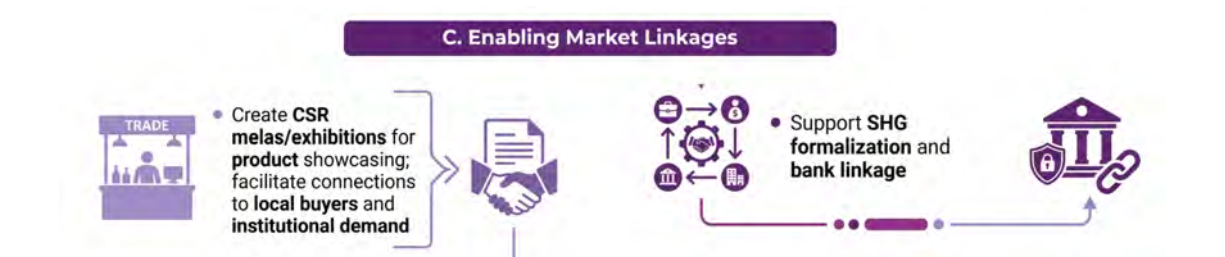 C. Enabling Market Linkages
TRADE
• Create CSR
melas/exhibitions for
product showcasing;
facilitate connections
to local buyers and
institutional demand
$
• Support SHG
formalization and
bank linkage